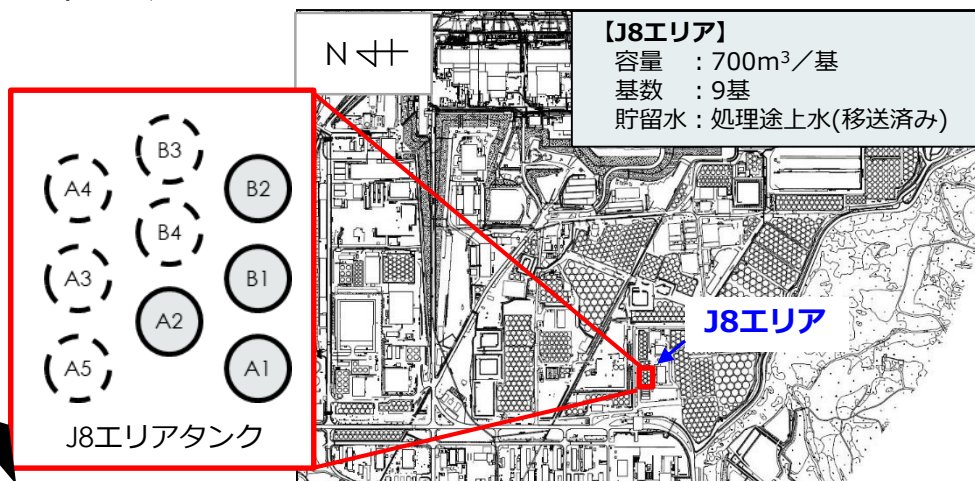 N
【J8エリア】
容量　：700m³／基
基数　：9基
貯留水：処理途上水(移送済み)
B3
A4
B2
B4
A3
B1
A2
A5
A1
J8エリアタンク
J8エリア